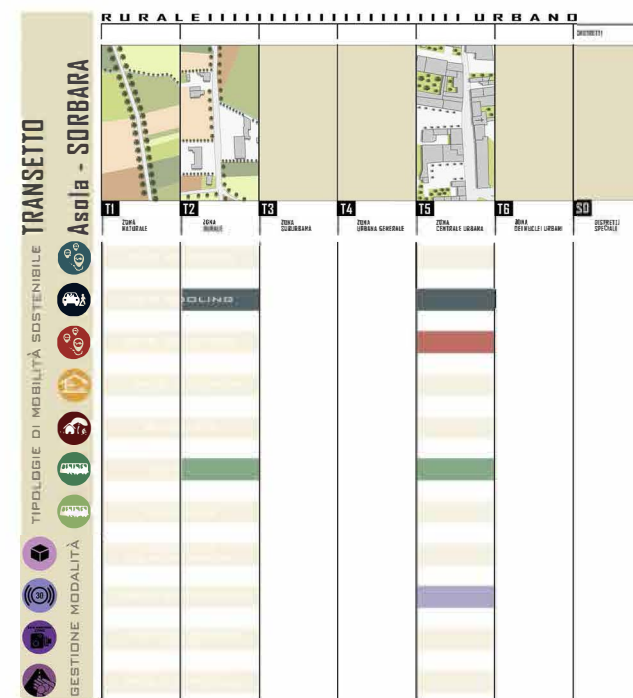 RURALE I I I I I I I I I I I I I I I I I I I URBANO
DISTRETTI
TRANSETTO
Asola - SORBARA
T1
ZONA
NATURALE
T2
ZONA
RURALE
T3
ZONA
SUBURBANA
T4
ZONA
URBANA GENERALE
T5
ZONA
CENTRALE URBANA
T6
ZONA
DEI NUCLEI URBANI
SD
DISTRETTI
SPECIALI
TIPOLOGIE DI MOBILITÀ SOSTENIBILE
OOLING
GESTIONE MODALITÀ
30